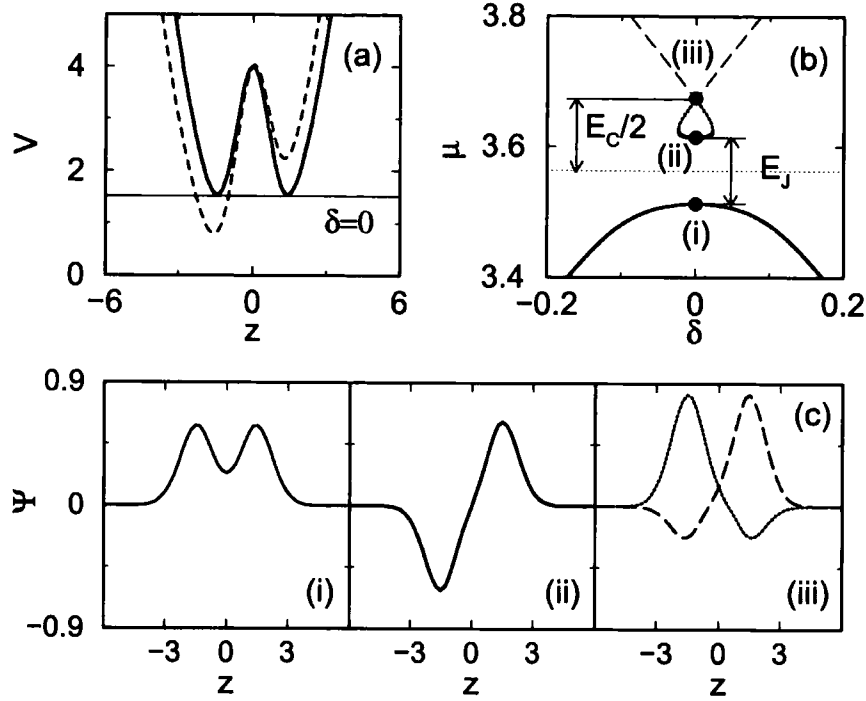 (a)
V
4
2
0
δ=0
−6
0
6
z
(b)
μ
3.8
3.6
3.4
(iii)
E_C/2
(ii)
E_J
(i)
−0.2
0
0.2
δ
(c)
Ψ
0.9
0
−0.9
(i)
(ii)
(iii)
−3
0
3
−3
0
3
−3
0
3
z
z
z